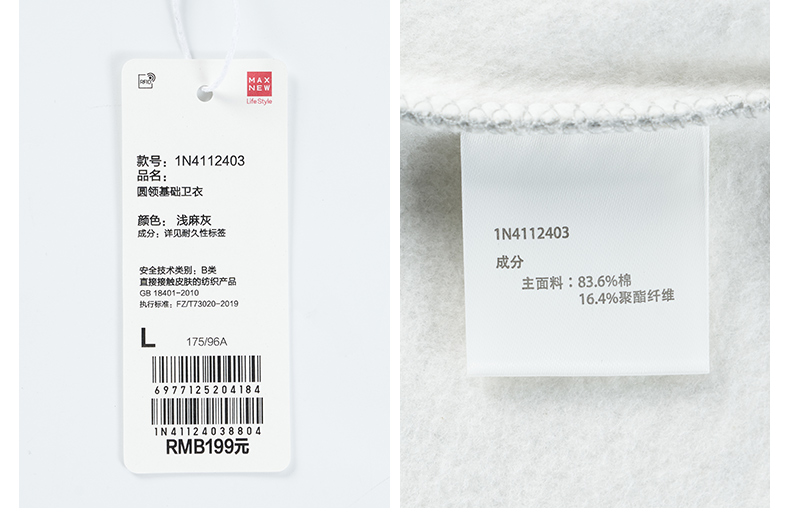 RFID
MAX
NEW
LifeStyle
款号：1N4112403
品名：
圆领基础卫衣
颜色：浅麻灰
成分：详见耐久性标签
安全技术类别：B类
直接接触皮肤的纺织产品
GB 18401-2010
执行标准：FZ/T73020-2019
L 175/96A
6977125204184
1N41124038804
RMB199元
1N4112403
成分
主面料：83.6%棉
16.4%聚酯纤维